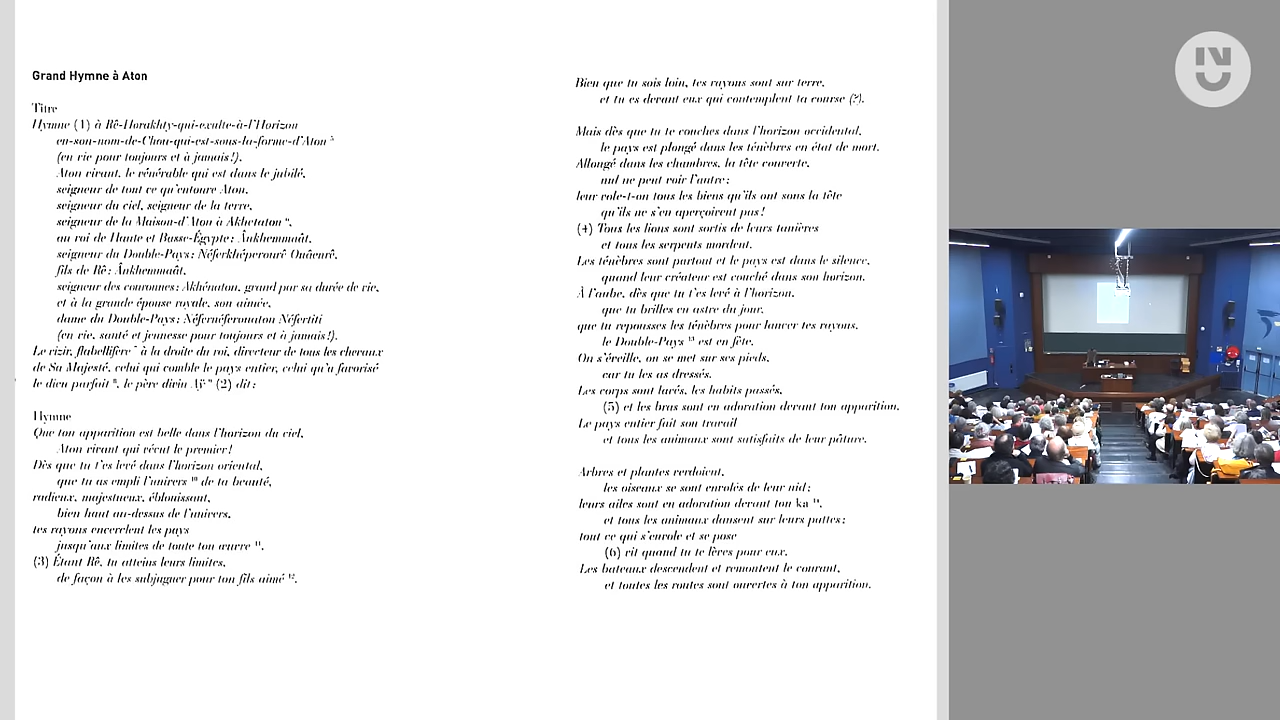 Grand Hymne à Aton
Titre
Hymne (1) à Rê-Horakhty-qui-exulte-à-l'Horizon
en-son-nom-de-Chou-qui-est-sous-la-forme-d'Aton ⁵
(en vie pour toujours et à jamais!),
Aton vivant, le vénérable qui est dans le jubilé,
seigneur de tout ce qu'entoure Aton,
seigneur du ciel, seigneur de la terre,
seigneur de la Maison-d'Aton à Akhetaton ⁶,
au roi de Haute et Basse-Égypte: Ânkhemmaât,
seigneur du Double-Pays: Néferkhéperourê Ouâenrê,
fils de Rê: Ânkhemmaât,
seigneur des couronnes: Akhénaton, grand par sa durée de vie,
et à la grande épouse royale, son aimée,
dame du Double-Pays: Néfernéferouaton Néfertiti
(en vie, santé et jeunesse pour toujours et à jamais!).
Le vizir, flabellifère ⁷ à la droite du roi, directeur de tous les chevaux
de Sa Majesté, celui qui comble le pays entier, celui qu'a favorisé
le dieu parfait ⁸, le père divin Aÿ ⁹ (2) dit:
Hymne
Que ton apparition est belle dans l'horizon du ciel,
Aton vivant qui vécut le premier!
Dès que tu t'es levé dans l'horizon oriental,
que tu as empli l'univers ¹⁰ de ta beauté,
radieux, majestueux, éblouissant,
bien haut au-dessus de l'univers,
tes rayons encerclent les pays
jusqu'aux limites de toute ton œuvre ¹¹.
(3) Étant Rê, tu atteins leurs limites,
de façon à les subjuguer pour ton fils aimé ¹².
Bien que tu sois loin, tes rayons sont sur terre,
et tu es devant eux qui contemplent ta course (?).
Mais dès que tu te couches dans l'horizon occidental,
le pays est plongé dans les ténèbres en état de mort.
Allongé dans les chambres, la tête couverte,
nul ne peut voir l'autre;
leur vole-t-on tous les biens qu'ils ont sous la tête
qu'ils ne s'en aperçoivent pas!
(4) Tous les lions sont sortis de leurs tanières
et tous les serpents mordent.
Les ténèbres sont partout et le pays est dans le silence,
quand leur créateur est couché dans son horizon.
À l'aube, dès que tu t'es levé à l'horizon,
que tu brilles en astre du jour,
que tu repousses les ténèbres pour lancer tes rayons,
le Double-Pays ¹³ est en fête.
On s'éveille, on se met sur ses pieds,
car tu les as dressés.
Les corps sont lavés, les habits passés,
(5) et les bras sont en adoration devant ton apparition.
Le pays entier fait son travail
et tous les animaux sont satisfaits de leur pâture.
Arbres et plantes verdoient,
les oiseaux se sont envolés de leur nid;
leurs ailes sont en adoration devant ton ka ¹⁴,
et tous les animaux dansent sur leurs pattes;
tout ce qui s'envole et se pose
(6) vit quand tu te lèves pour eux.
Les bateaux descendent et remontent le courant,
et toutes les routes sont ouvertes à ton apparition.